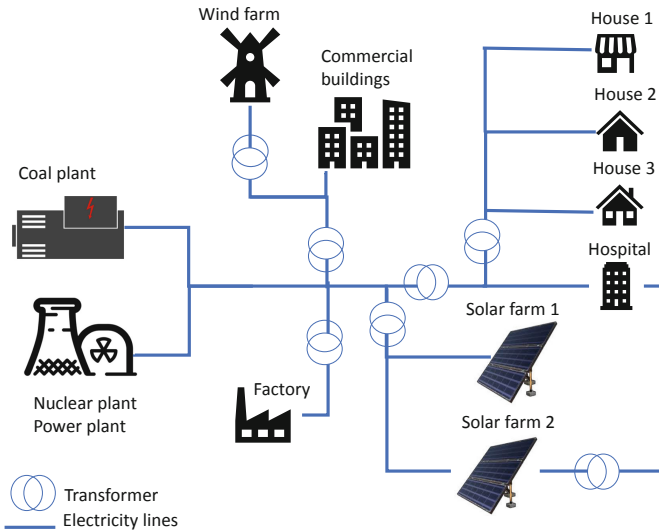 Wind farm
House 1
Commercial
buildings
House 2
House 3
Coal plant
Hospital
Solar farm 1
Factory
Nuclear plant
Power plant
Solar farm 2
Transformer
Electricity lines